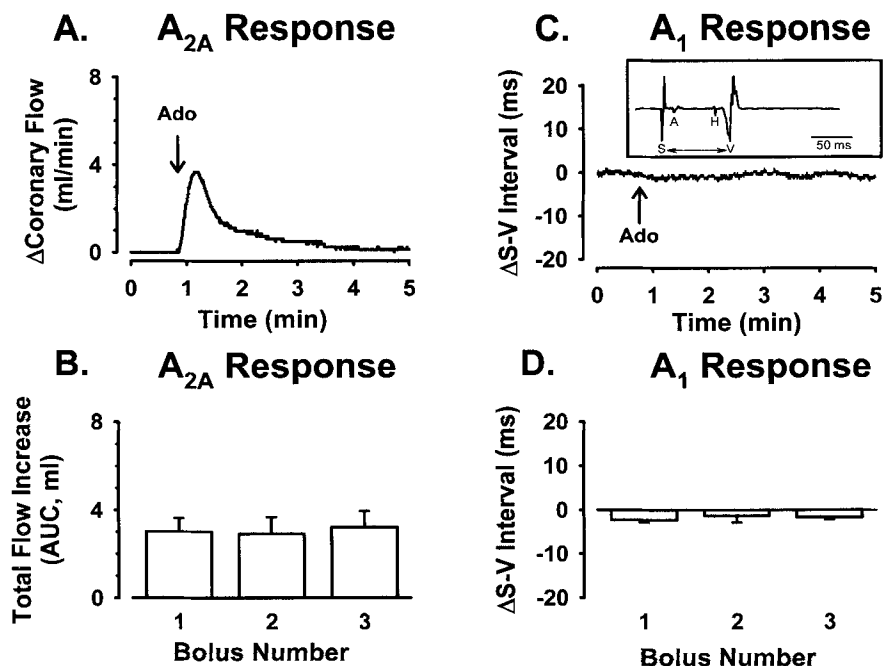 A. A2A Response
ΔCoronary Flow
(ml/min)
8
4
0
Ado
0 1 2 3 4 5
Time (min)
C. A1 Response
ΔS-V Interval (ms)
20
10
0
-10
-20
S A H V
50 ms
Ado
0 1 2 3 4 5
Time (min)
B. A2A Response
Total Flow Increase
(AUC, ml)
8
4
0
1 2 3
Bolus Number
D. A1 Response
ΔS-V Interval (ms)
20
10
0
-10
-20
1 2 3
Bolus Number